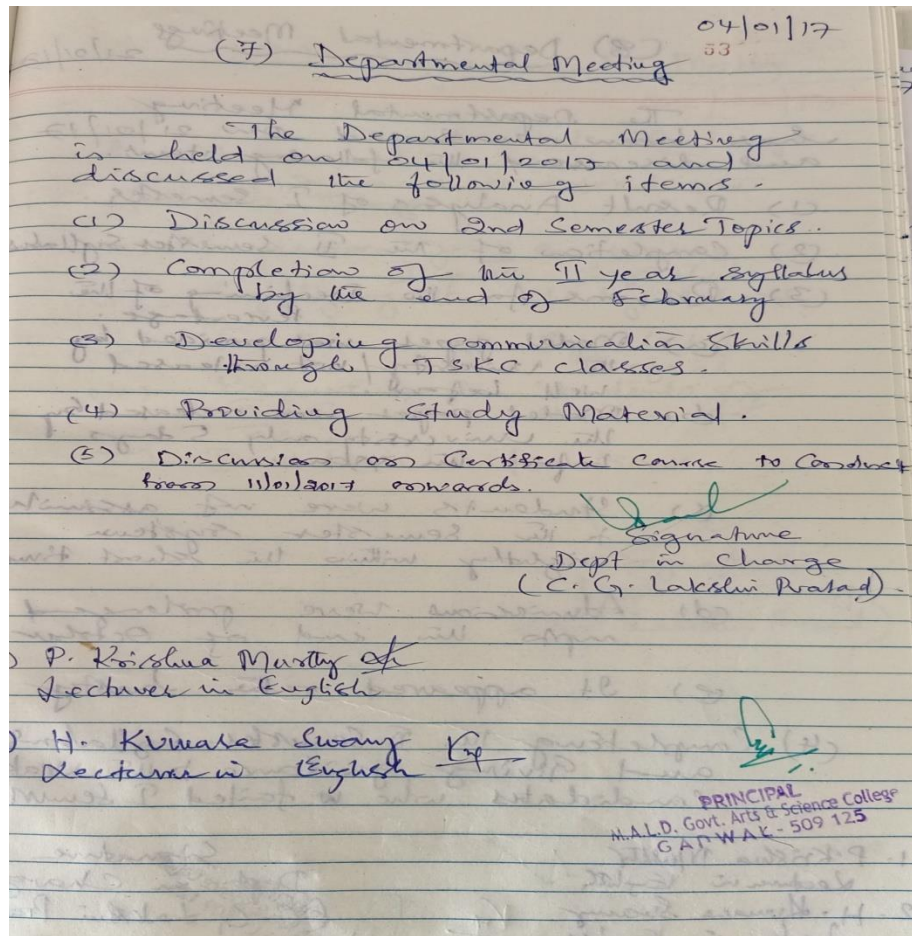 04/01/17
53
(7) Departmental Meeting
The Departmental Meeting
is held on 04/01/2017 and
discussed the following items.
(1) Discussion on 2nd Semester Topics.
(2) Completion of the II year syllabus
by the end of February
(3) Developing communication Skills
through TSKC classes.
(4) Providing Study Material.
(5) Discussion on Certificate course to Conduct
from 11/01/2017 onwards.
Signature
Dept in charge
(C. G. Lakshmi Prasad).
) P. Krishna Murthy
Lecturer in English
) H. Kumara Swamy
Lecturer in English
PRINCIPAL
M.A.L.D. Govt. Arts & Science College
GADWAK - 509 125